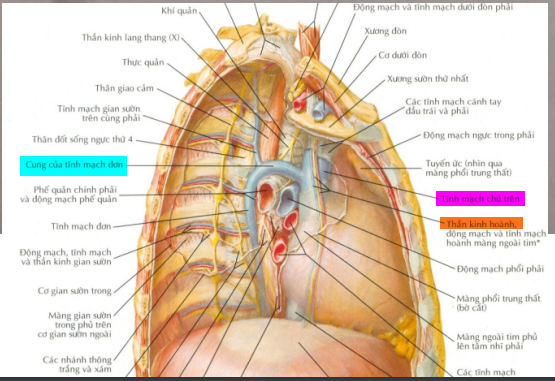 Khí quản
Thần kinh lang thang (X)
Thực quản
Thân giao cảm
Tĩnh mạch gian sườn
trên cùng phải
Thân đốt sống ngực thứ 4
Cung của tĩnh mạch đơn
Phế quản chính phải
và động mạch phế quản
Tĩnh mạch đơn
Động mạch, tĩnh mạch
và thần kinh gian sườn
Cơ gian sườn trong
Màng gian sườn
trong phủ trên
cơ gian sườn ngoài
Các nhánh thông
trắng và xám
Động mạch và tĩnh mạch dưới đòn phải
Xương đòn
Cơ dưới đòn
Xương sườn thứ nhất
Các tĩnh mạch cánh tay
đầu trái và phải
Động mạch ngực trong phải
Tuyến ức (nhìn qua
màng phổi trung thất)
Tĩnh mạch chủ trên
Thần kinh hoành,
động mạch và tĩnh mạch
hoành màng ngoài tim*
Động mạch phổi phải
Màng phổi trung thất
(bờ cắt)
Màng ngoài tim phủ
lên tâm nhĩ phải
Các tĩnh mạch